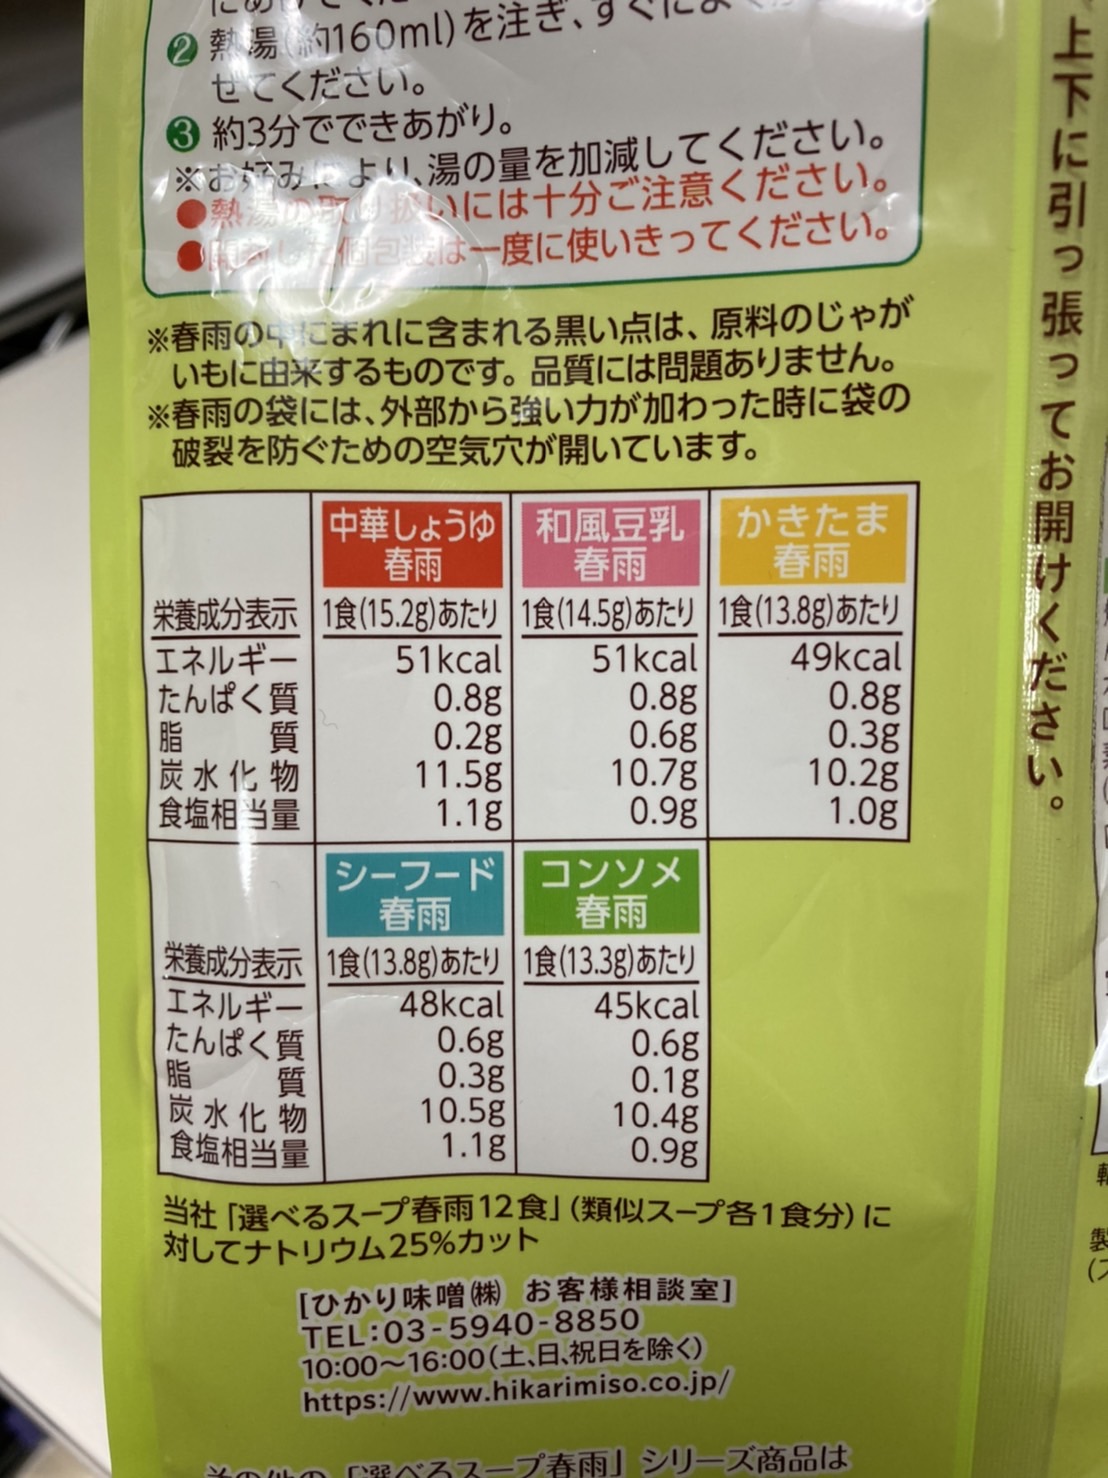 ❷ 熱湯(約160ml)を注ぎ、すぐによく
ぜてください。
❸ 約3分でできあがり。
※お好みにより、湯の量を加減してください。
●熱湯の取り扱いには十分ご注意ください。
●開封した個包装は一度に使いきってください。
※春雨の中にまれに含まれる黒い点は、原料のじゃが
いもに由来するものです。品質には問題ありません。
※春雨の袋には、外部から強い力が加わった時に袋の
破裂を防ぐための空気穴が開いています。
中華しょうゆ 和風豆乳 かきたま
春雨 春雨 春雨
栄養成分表示 1食(15.2g)あたり 1食(14.5g)あたり 1食(13.8g)あたり
エネルギー 51kcal 51kcal 49kcal
たんぱく質 0.8g 0.8g 0.8g
脂質 0.2g 0.6g 0.3g
炭水化物 11.5g 10.7g 10.2g
食塩相当量 1.1g 0.9g 1.0g
シーフード コンソメ
春雨 春雨
栄養成分表示 1食(13.8g)あたり 1食(13.3g)あたり
エネルギー 48kcal 45kcal
たんぱく質 0.6g 0.6g
脂質 0.3g 0.1g
炭水化物 10.5g 10.4g
食塩相当量 1.1g 0.9g
当社「選べるスープ春雨12食」(類似スープ各1食分)に
対してナトリウム25%カット
[ひかり味噌㈱ お客様相談室]
TEL:03-5940-8850
10:00〜16:00(土、日、祝日を除く)
https://www.hikarimiso.co.jp/
その他の「選べるスープ春雨」シリーズ商品は
上下に引っ張ってお開けください。